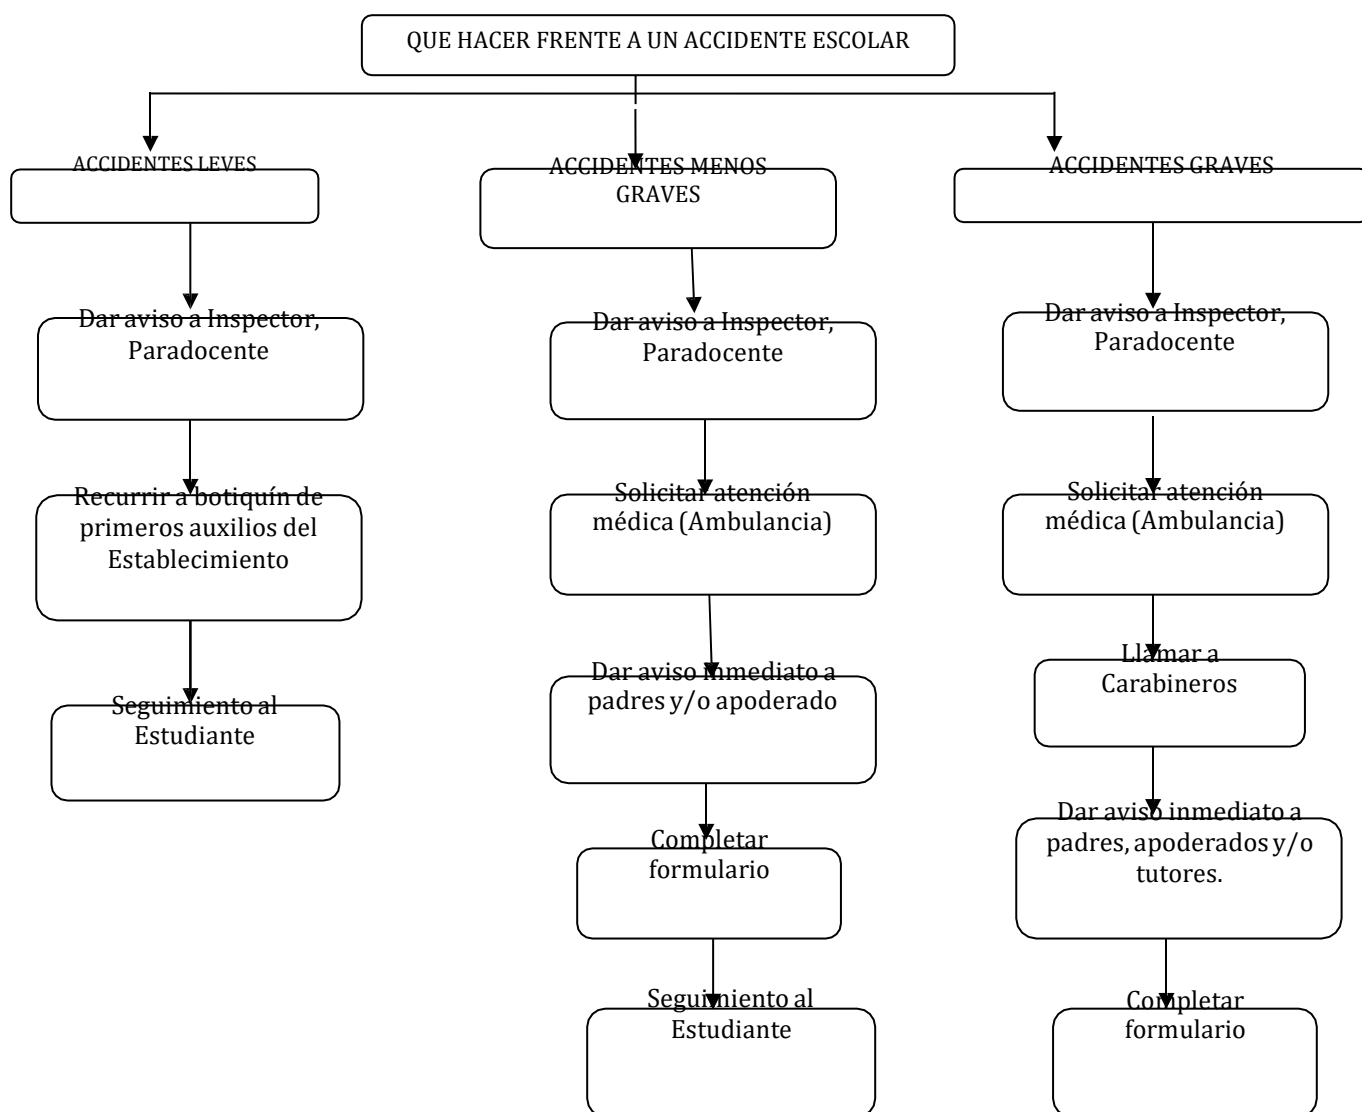 QUE HACER FRENTE A UN ACCIDENTE ESCOLAR
ACCIDENTES LEVES
ACCIDENTES MENOS
GRAVES
ACCIDENTES GRAVES
Dar aviso a Inspector,
Paradocente
Dar aviso a Inspector,
Paradocente
Dar aviso a Inspector,
Paradocente
Recurrir a botiquín de
primeros auxilios del
Establecimiento
Solicitar atención
médica (Ambulancia)
Solicitar atención
médica (Ambulancia)
Seguimiento al
Estudiante
Dar aviso inmediato a
padres y/o apoderado
Llamar a
Carabineros
Completar
formulario
Dar aviso inmediato a
padres, apoderados y/o
tutores.
Seguimiento al
Estudiante
Completar
formulario